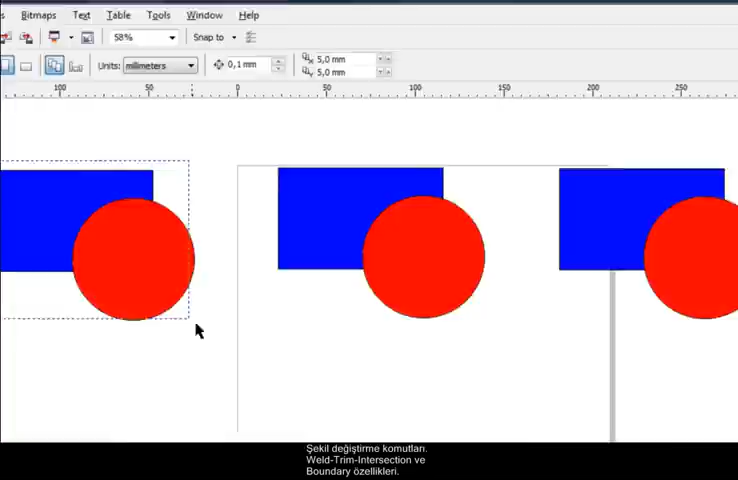 Bitmaps Text Table Tools Window Help
58% Snap to
Units: millimeters 0,1 mm 5,0 mm
5,0 mm
100 50 0 50 100 150 200 250
Şekil değiştirme komutları.
Weld-Trim-Intersection ve
Boundary özellikleri.